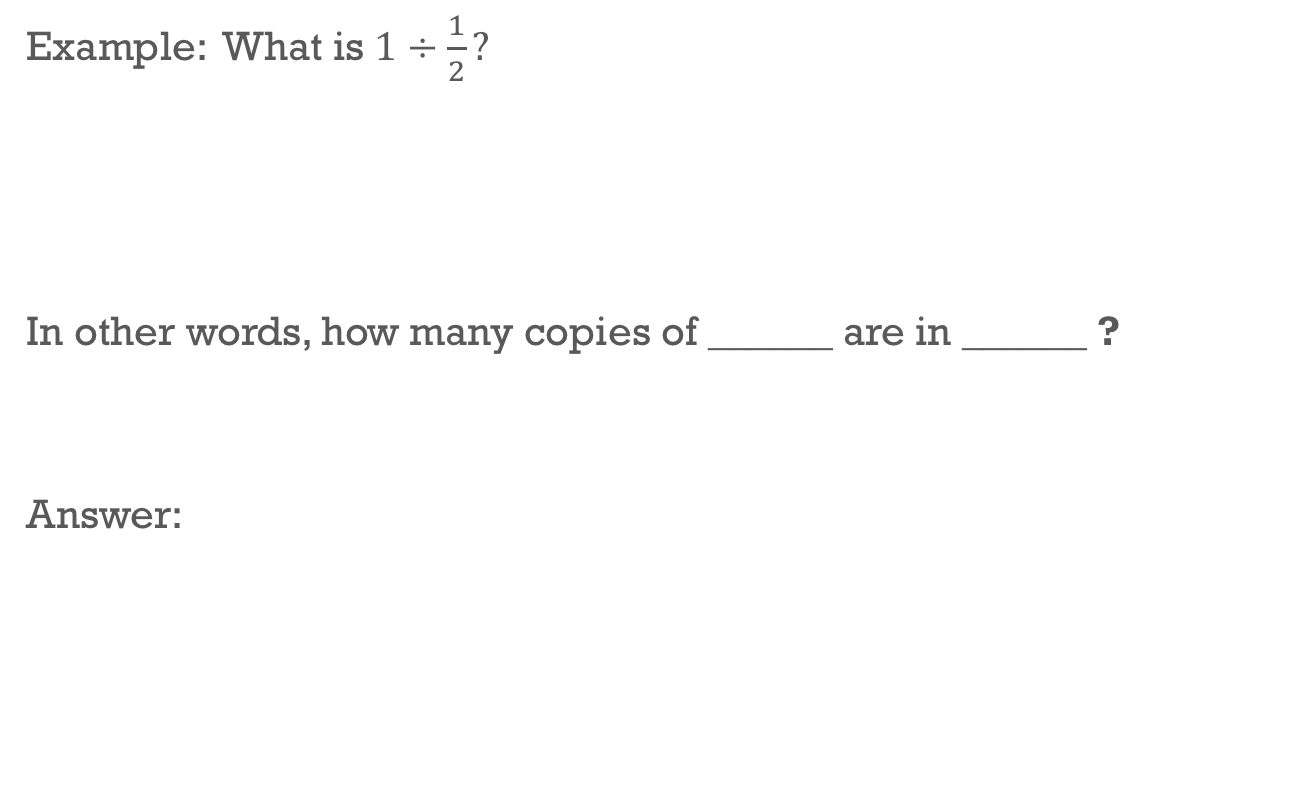 Example: What is 1 ÷ 1/2?
In other words, how many copies of ______ are in ______ ?
Answer: